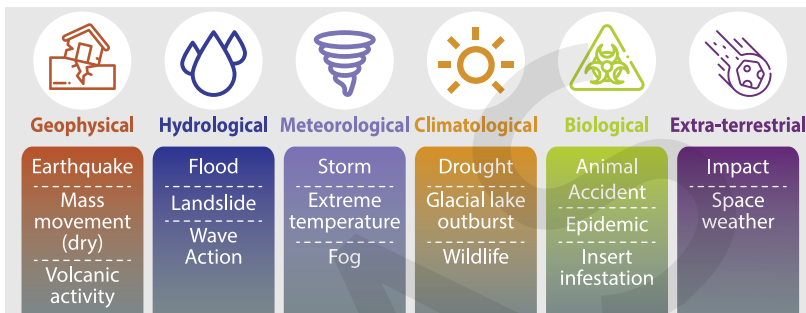 Geophysical
Hydrological
Meteorological
Climatological
Biological
Extra-terrestrial
Earthquake
Mass
movement
(dry)
Volcanic
activity
Flood
Landslide
Wave
Action
Storm
Extreme
temperature
Fog
Drought
Glacial lake
outburst
Wildlife
Animal
Accident
Epidemic
Insert
infestation
Impact
Space
weather